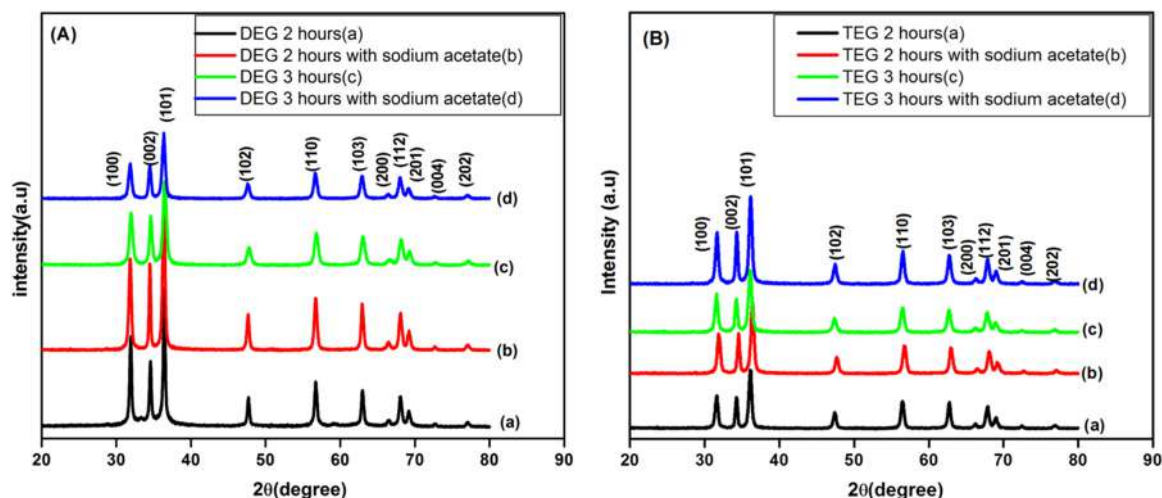 (A)
DEG 2 hours(a)
DEG 2 hours with sodium acetate(b)
DEG 3 hours(c)
DEG 3 hours with sodium acetate(d)
(100)
(002)
(101)
(102)
(110)
(103)
(200)
(112)
(201)
(004)
(202)
(d)
(c)
(b)
(a)
intensity(a.u)
20 30 40 50 60 70 80 90
2θ(degree)
(B)
TEG 2 hours(a)
TEG 2 hours with sodium acetate(b)
TEG 3 hours(c)
TEG 3 hours with sodium acetate(d)
(100)
(002)
(101)
(102)
(110)
(103)
(200)
(112)
(201)
(004)
(202)
(d)
(c)
(b)
(a)
Intensity (a.u)
20 30 40 50 60 70 80 90
2θ(degree)